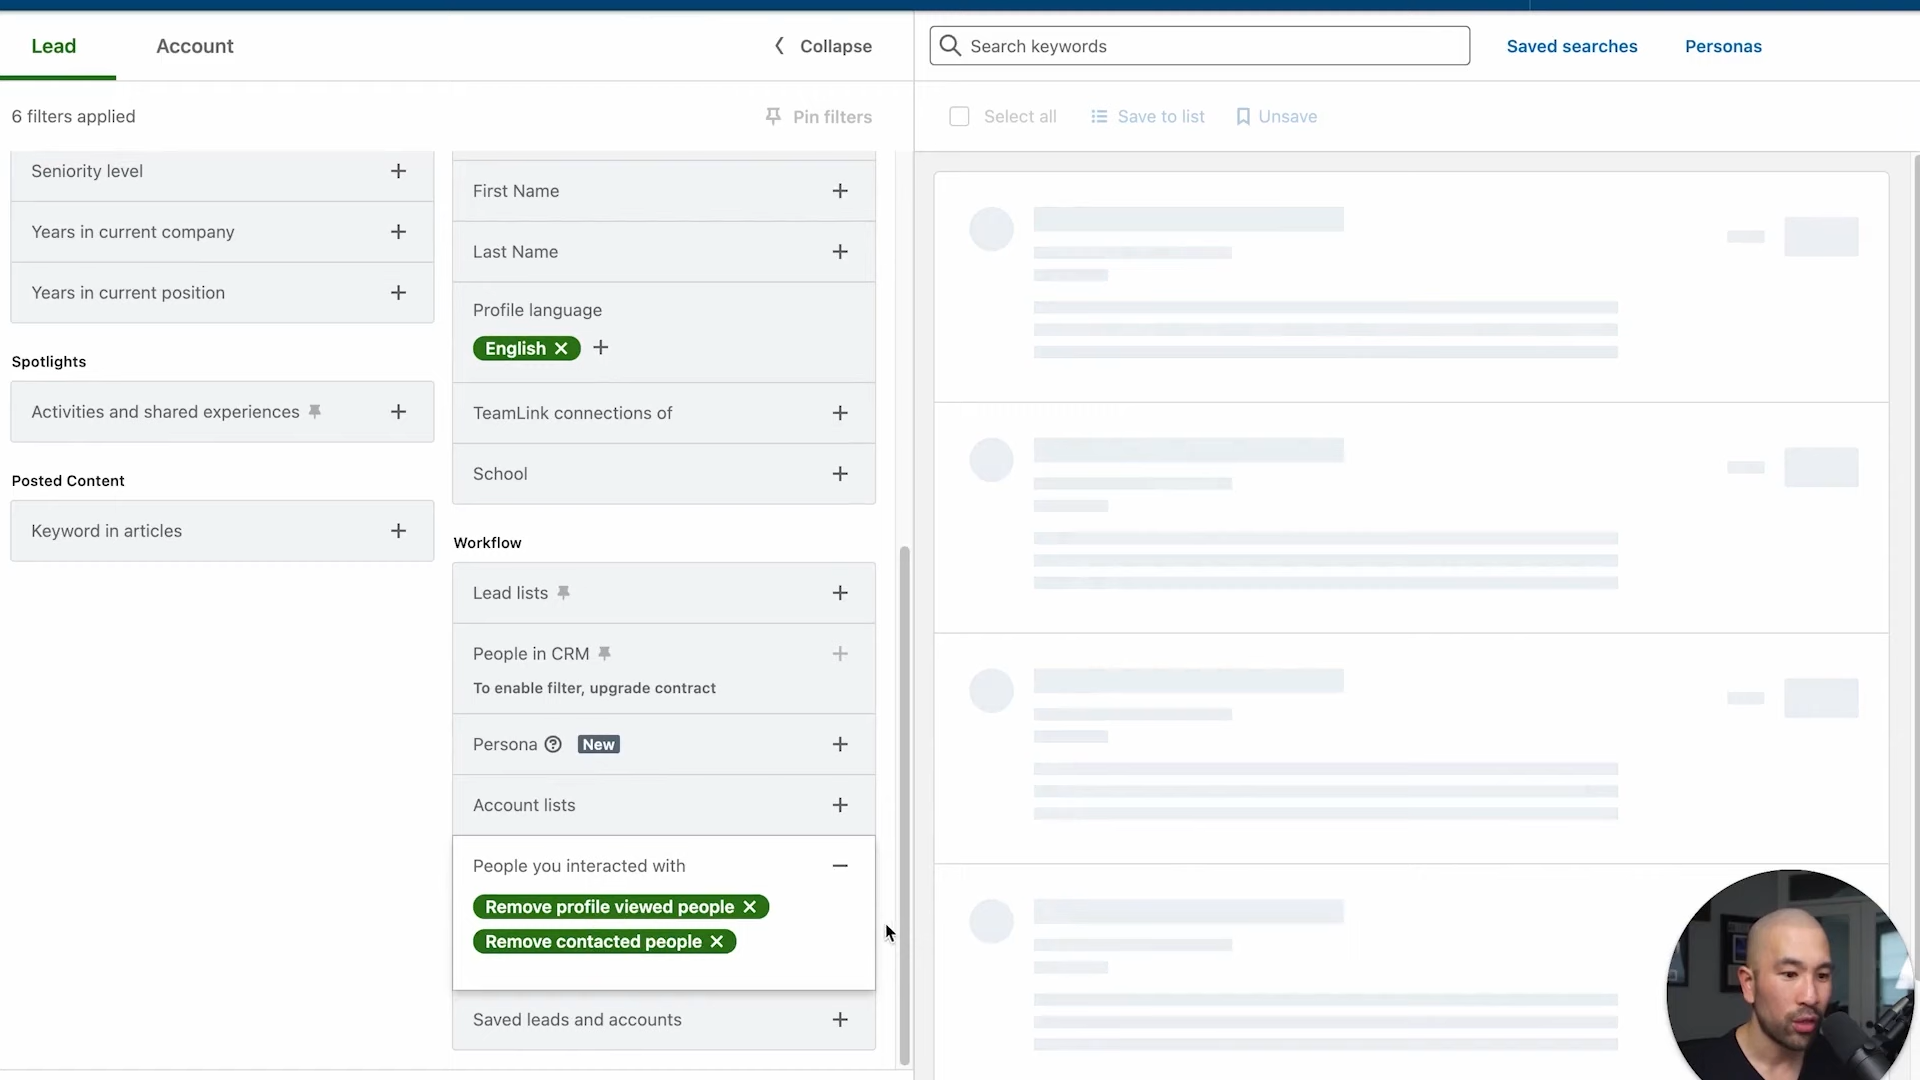 Lead
Account
Collapse
Search keywords
Saved searches
Personas
6 filters applied
Pin filters
Select all
Save to list
Unsave
Seniority level
Years in current company
Years in current position
Spotlights
Activities and shared experiences
Posted Content
Keyword in articles
First Name
Last Name
Profile language
English
TeamLink connections of
School
Workflow
Lead lists
People in CRM
To enable filter, upgrade contract
Persona New
Account lists
People you interacted with
Remove profile viewed people
Remove contacted people
Saved leads and accounts